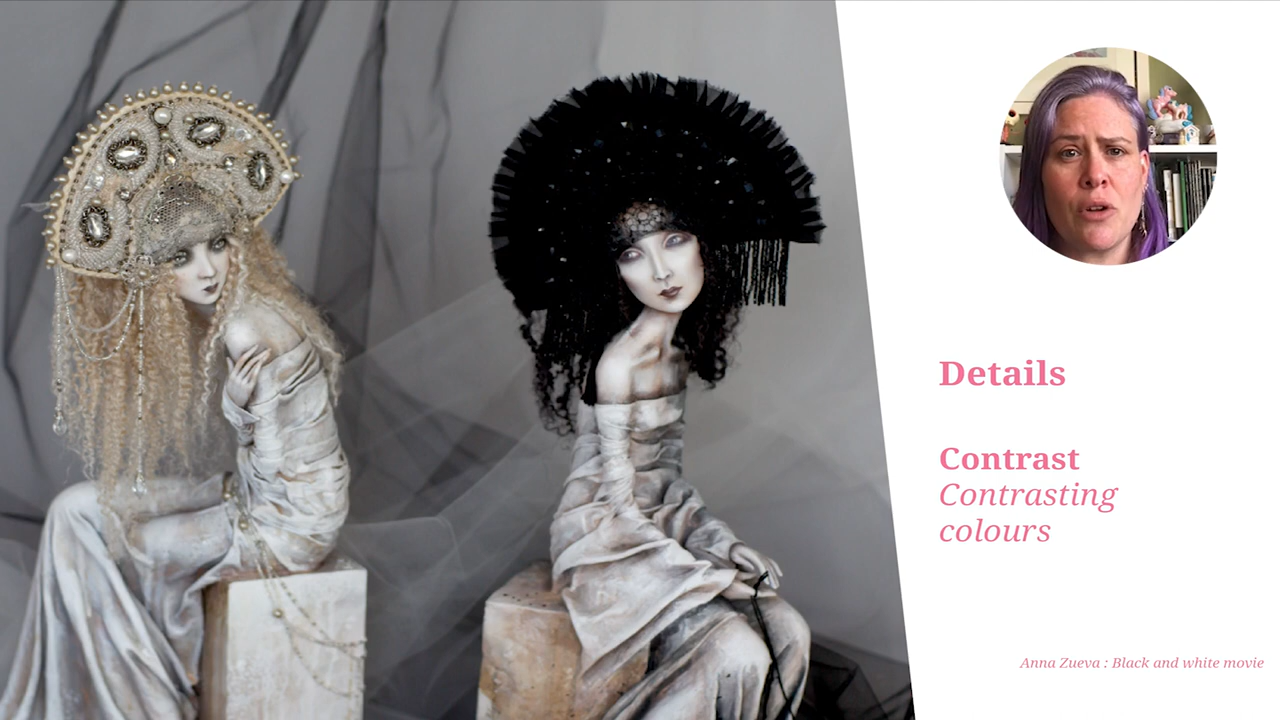 Details
Contrast
Contrasting
colours
Anna Zueva : Black and white movie